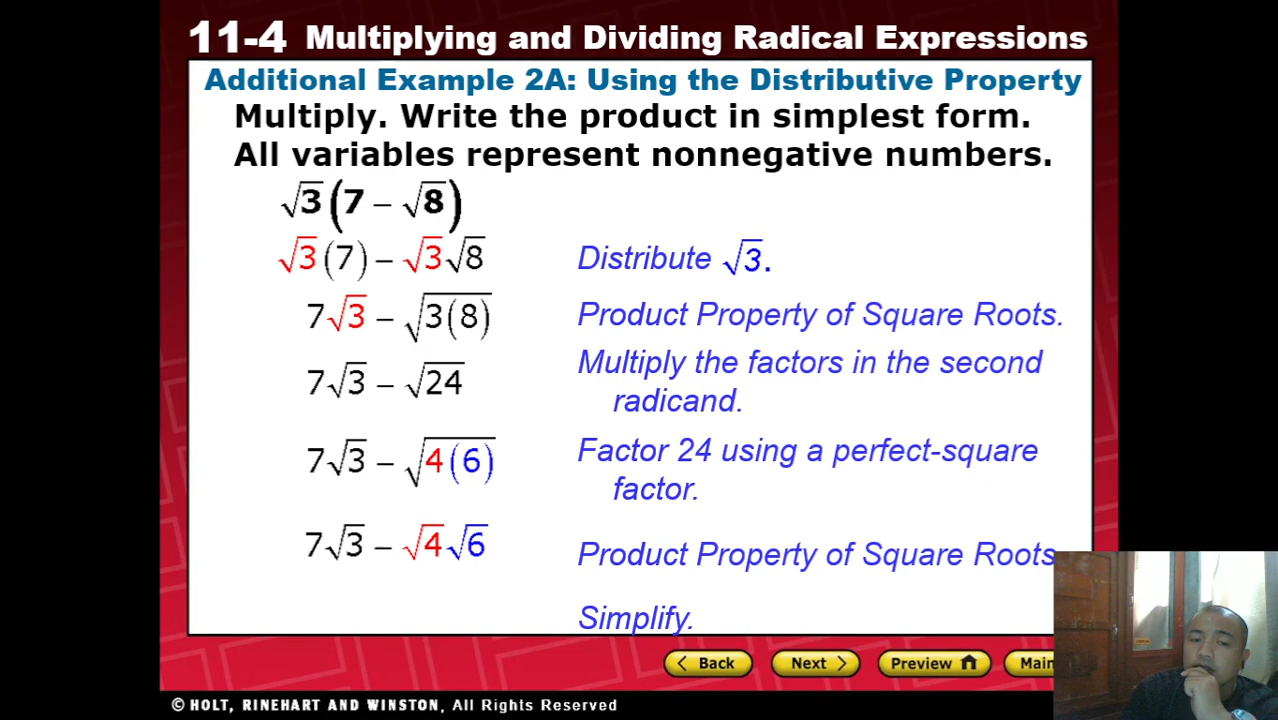 11-4 Multiplying and Dividing Radical Expressions
Additional Example 2A: Using the Distributive Property
Multiply. Write the product in simplest form.
All variables represent nonnegative numbers.
√3(7 – √8)
√3(7) – √3√8 Distribute √3.
7√3 – √(3(8)) Product Property of Square Roots.
7√3 – √24 Multiply the factors in the second
radicand.
7√3 – √(4(6)) Factor 24 using a perfect-square
factor.
7√3 – √4√6 Product Property of Square Roots
Simplify.
< Back Next > Preview Main
© HOLT, RINEHART AND WINSTON, All Rights Reserved